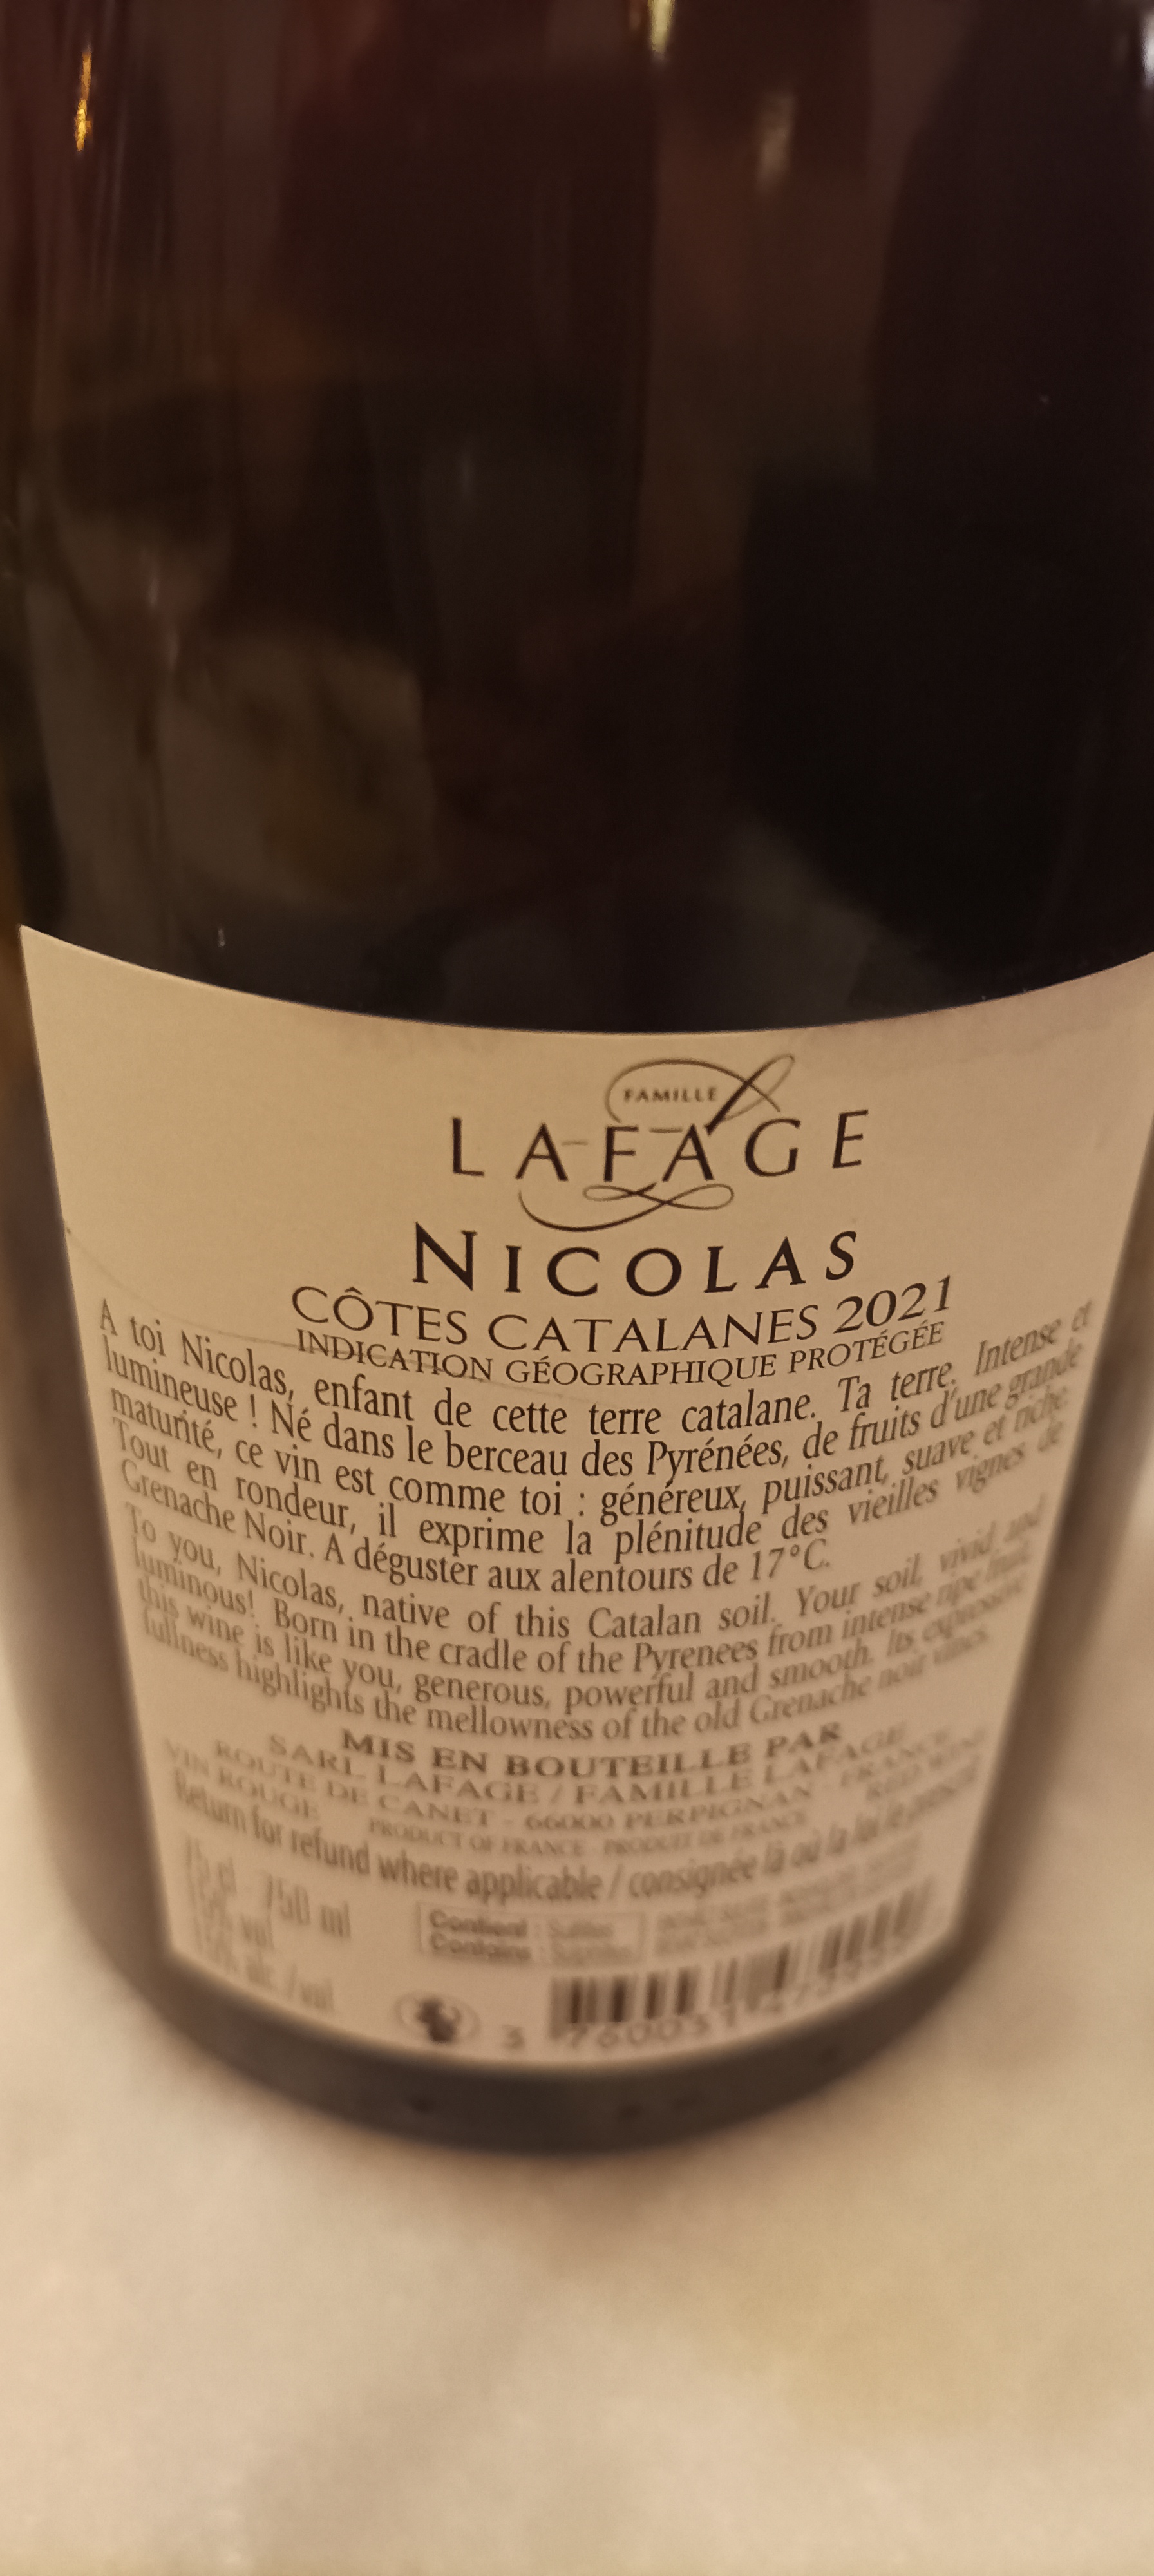 FAMILLE
LAFAGE
NICOLAS
CÔTES CATALANES 2021
INDICATION GÉOGRAPHIQUE PROTÉGÉE
A toi Nicolas, enfant de cette terre catalane. Ta terre. Intense et
lumineuse ! Né dans le berceau des Pyrénées, de fruits d'une grande
maturité, ce vin est comme toi : généreux, puissant, suave et riche.
Tout en rondeur, il exprime la plénitude des vieilles vignes de
Grenache Noir. A déguster aux alentours de 17°C.
To you, Nicolas, native of this Catalan soil. Your soil, vivid and
luminous! Born in the cradle of the Pyrenees from intense ripe fruit,
this wine is like you, generous, powerful and smooth. Its expressive
fullness highlights the mellowness of the old Grenache noir vines.
MIS EN BOUTEILLE PAR
SARL LAFAGE / FAMILLE LAFAGE
ROUTE DE CANET - 66000 PERPIGNAN - FRANCE
VIN ROUGE PRODUCT OF FRANCE PRODUIT DE FRANCE RED WINE
Return for refund where applicable / consignée là où la loi le prescrit
75 cl 750 ml
15% vol
15% alc./vol
Contient : Sulfites
Contains : Sulphites